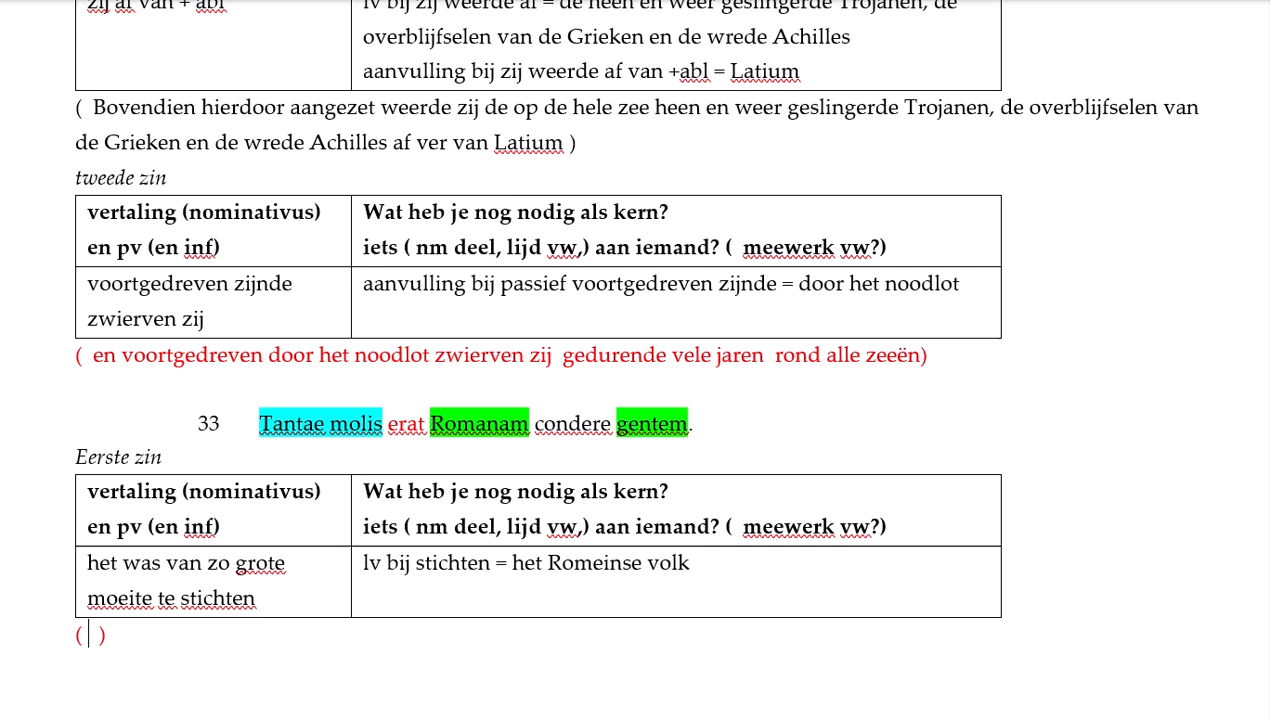 zij af van + abl lv bij zij weerde af = de heen en weer geslingerde Trojanen, de
overblijfselen van de Grieken en de wrede Achilles
aanvulling bij zij weerde af van +abl = Latium
( Bovendien hierdoor aangezet weerde zij de op de hele zee heen en weer geslingerde Trojanen, de overblijfselen van
de Grieken en de wrede Achilles af ver van Latium )
tweede zin
vertaling (nominativus) Wat heb je nog nodig als kern?
en pv (en inf) iets ( nm deel, lijd vw,) aan iemand? ( meewerk vw?)
voortgedreven zijnde aanvulling bij passief voortgedreven zijnde = door het noodlot
zwierven zij
( en voortgedreven door het noodlot zwierven zij gedurende vele jaren rond alle zeeën)
33 Tantae molis erat Romanam condere gentem.
Eerste zin
vertaling (nominativus) Wat heb je nog nodig als kern?
en pv (en inf) iets ( nm deel, lijd vw,) aan iemand? ( meewerk vw?)
het was van zo grote lv bij stichten = het Romeinse volk
moeite te stichten
( )